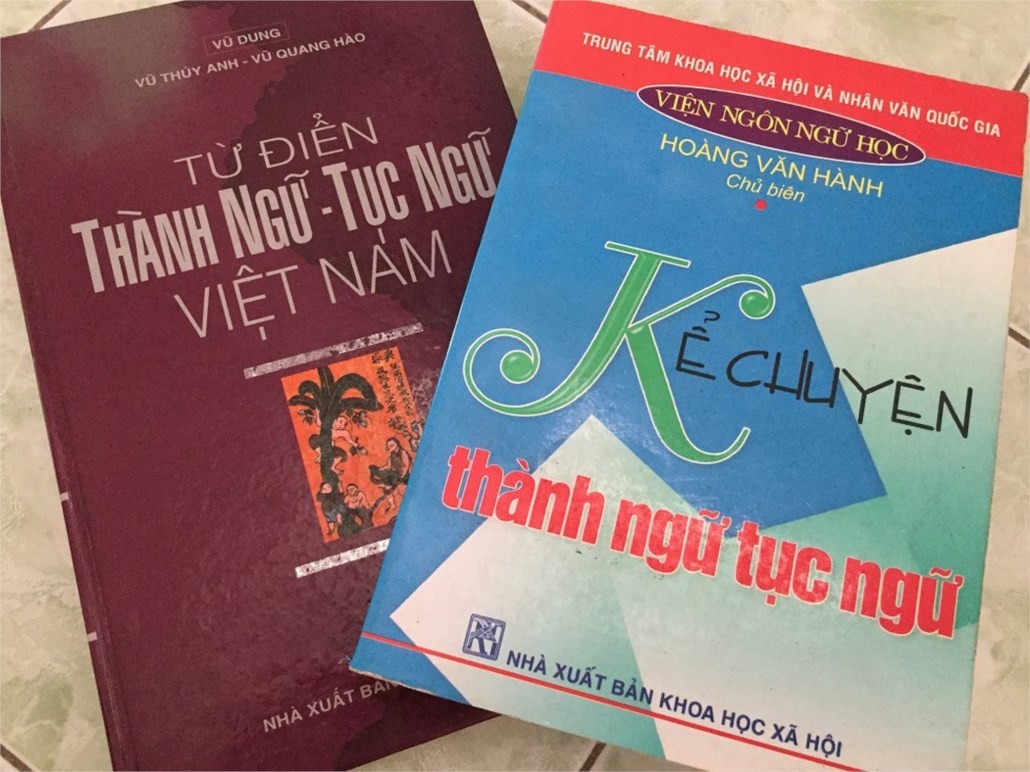 VŨ DUNG
VŨ THÚY ANH - VŨ QUANG HÀO
TỪ ĐIỂN
THÀNH NGỮ - TỤC NGỮ
VIỆT NAM
NHÀ XUẤT BẢN
TRUNG TÂM KHOA HỌC XÃ HỘI VÀ NHÂN VĂN QUỐC GIA
VIỆN NGÔN NGỮ HỌC
HOÀNG VĂN HÀNH
Chủ biên
KỂ CHUYỆN
thành ngữ tục ngữ
NHÀ XUẤT BẢN KHOA HỌC XÃ HỘI